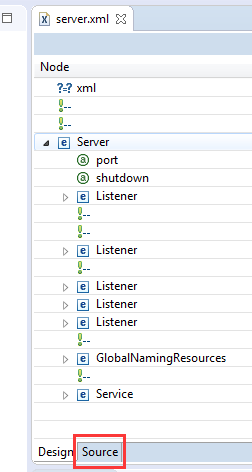 server.xml
Node
?=? xml
!--
!--
e Server
a port
a shutdown
e Listener
!--
!--
e Listener
!--
e Listener
e Listener
e Listener
!--
e GlobalNamingResources
!--
e Service
Design Source